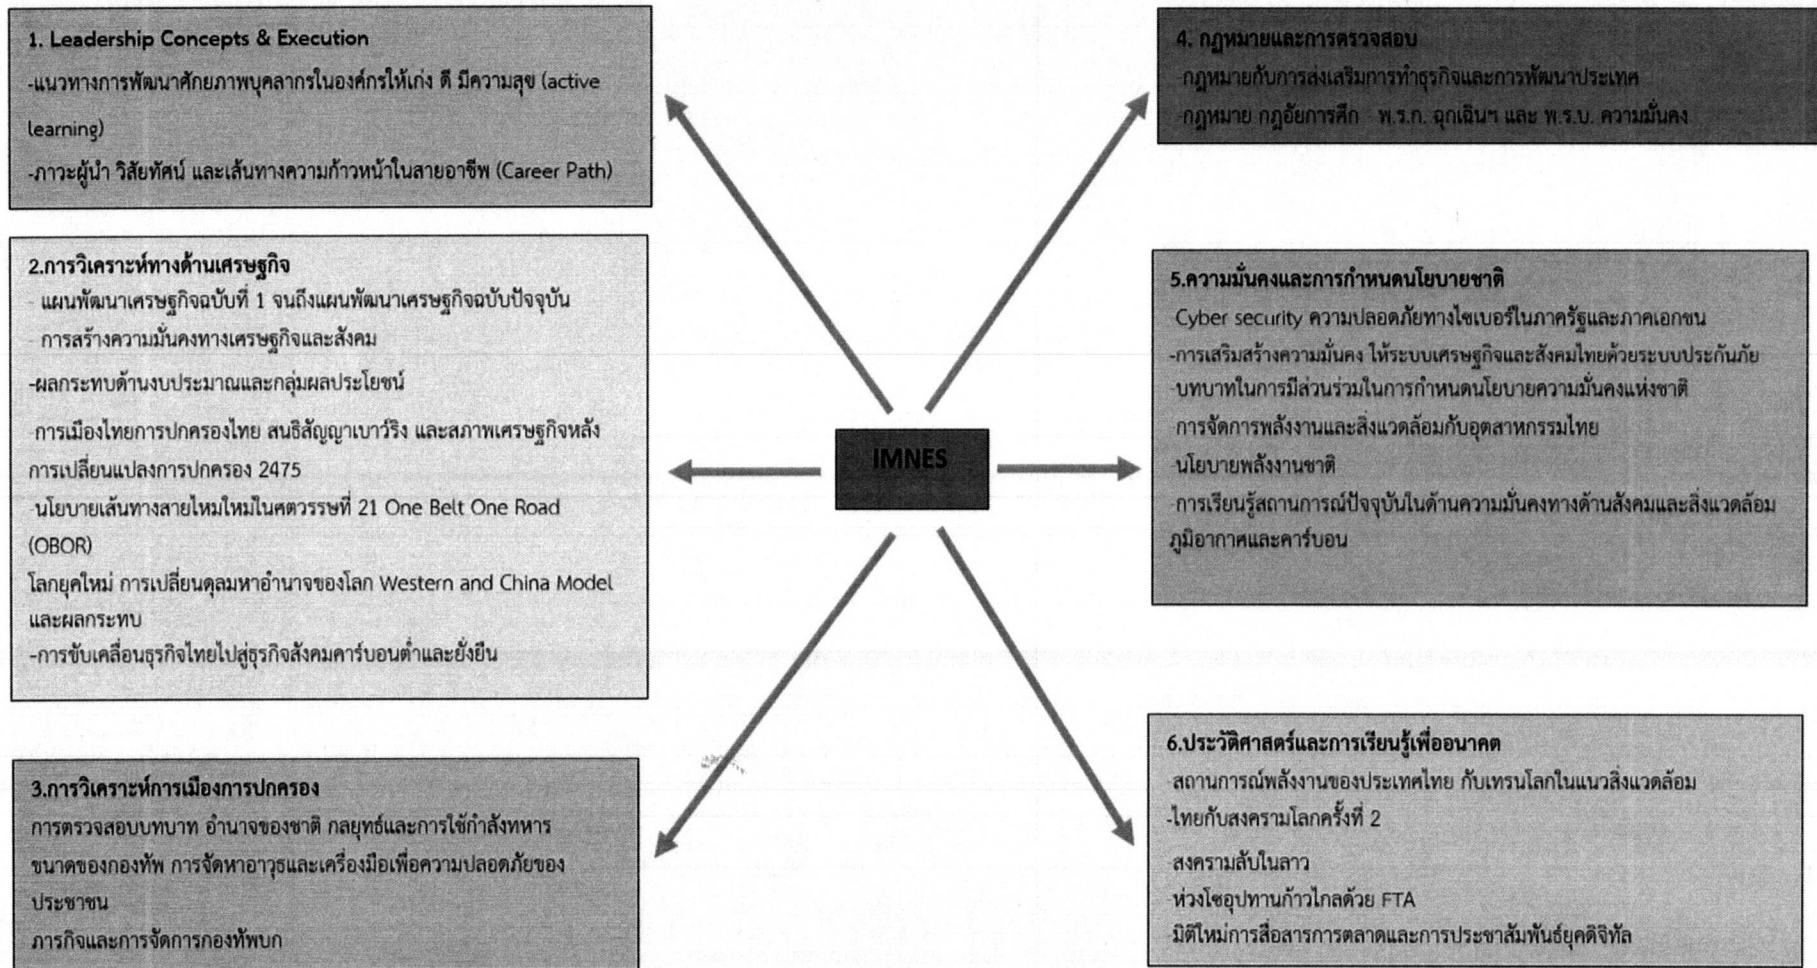 1. Leadership Concepts & Execution
-แนวทางการพัฒนาศักยภาพบุคลากรในองค์กรให้เก่ง ดี มีความสุข (active
learning)
-ภาวะผู้นำ วิสัยทัศน์ และเส้นทางความก้าวหน้าในสายอาชีพ (Career Path)
2.การวิเคราะห์ทางด้านเศรษฐกิจ
- แผนพัฒนาเศรษฐกิจฉบับที่ 1 จนถึงแผนพัฒนาเศรษฐกิจฉบับปัจจุบัน
- การสร้างความมั่นคงทางเศรษฐกิจและสังคม
-ผลกระทบด้านงบประมาณและกลุ่มผลประโยชน์
-การเมืองไทยการปกครองไทย สนธิสัญญาเบาว์ริง และสภาพเศรษฐกิจหลัง
การเปลี่ยนแปลงการปกครอง 2475
-นโยบายเส้นทางสายไหมใหม่ในศตวรรษที่ 21 One Belt One Road
(OBOR)
โลกยุคใหม่ การเปลี่ยนดุลมหาอำนาจของโลก Western and China Model
และผลกระทบ
-การขับเคลื่อนธุรกิจไทยไปสู่ธุรกิจสังคมคาร์บอนต่ำและยั่งยืน
3.การวิเคราะห์การเมืองการปกครอง
การตรวจสอบบทบาท อำนาจของชาติ กลยุทธ์และการใช้กำลังทหาร
ขนาดของกองทัพ การจัดหาอาวุธและเครื่องมือเพื่อความปลอดภัยของ
ประชาชน
ภารกิจและการจัดการกองทัพบก
IMNES
4. กฎหมายและการตรวจสอบ
-กฎหมายกับการส่งเสริมการทำธุรกิจและการพัฒนาประเทศ
-กฎหมาย กฎอัยการศึก พ.ร.ก. ฉุกเฉินฯ และ พ.ร.บ. ความมั่นคง
5.ความมั่นคงและการกำหนดนโยบายชาติ
-Cyber security ความปลอดภัยทางไซเบอร์ในภาครัฐและภาคเอกชน
-การเสริมสร้างความมั่นคง ให้ระบบเศรษฐกิจและสังคมไทยด้วยระบบประกันภัย
-บทบาทในการมีส่วนร่วมในการกำหนดนโยบายความมั่นคงแห่งชาติ
-การจัดการพลังงานและสิ่งแวดล้อมกับอุตสาหกรรมไทย
-นโยบายพลังงานชาติ
-การเรียนรู้สถานการณ์ปัจจุบันในด้านความมั่นคงทางด้านสังคมและสิ่งแวดล้อม
ภูมิอากาศและคาร์บอน
6.ประวัติศาสตร์และการเรียนรู้เพื่ออนาคต
-สถานการณ์พลังงานของประเทศไทย กับเทรนโลกในแนวสิ่งแวดล้อม
-ไทยกับสงครามโลกครั้งที่ 2
-สงครามลับในลาว
-ห่วงโซ่อุปทานก้าวไกลด้วย FTA
-มิติใหม่การสื่อสารการตลาดและการประชาสัมพันธ์ยุคดิจิทัล